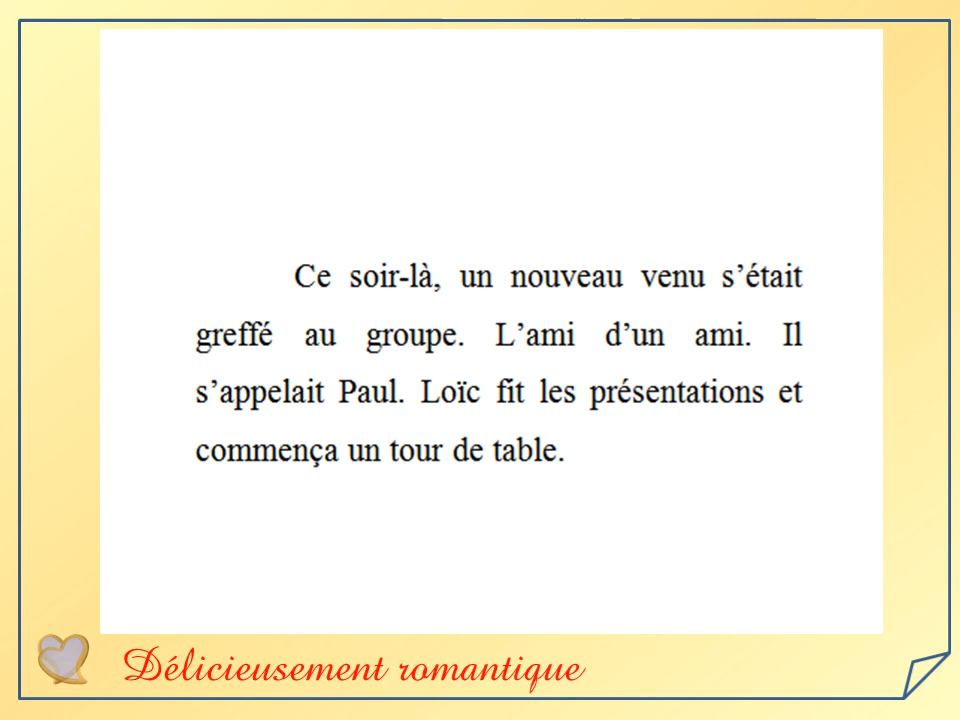 Ce soir-là, un nouveau venu s’était
greffé au groupe. L’ami d’un ami. Il
s’appelait Paul. Loïc fit les présentations et
commença un tour de table.
Délicieusement romantique